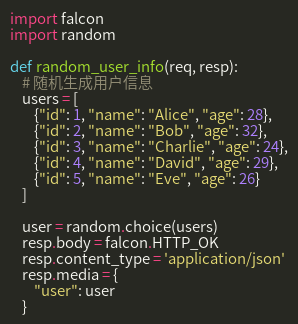 import falcon
import random

def random_user_info(req, resp):
    # 随机生成用户信息
    users = [
        {"id": 1, "name": "Alice", "age": 28},
        {"id": 2, "name": "Bob", "age": 32},
        {"id": 3, "name": "Charlie", "age": 24},
        {"id": 4, "name": "David", "age": 29},
        {"id": 5, "name": "Eve", "age": 26}
    ]

    user = random.choice(users)
    resp.body = falcon.HTTP_OK
    resp.content_type = 'application/json'
    resp.media = {
        "user": user
    }